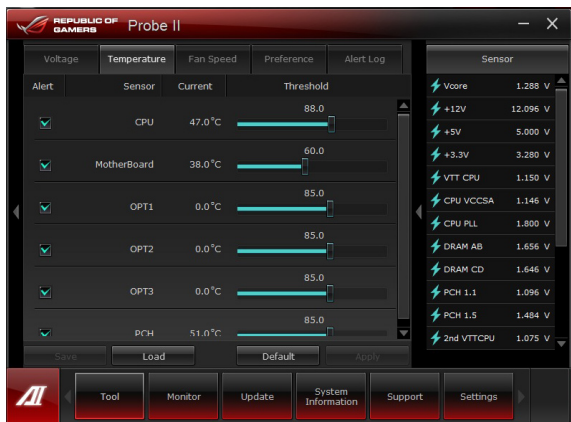 REPUBLIC OF
GAMERS
Probe II
Voltage Temperature Fan Speed Preference Alert Log
Alert Sensor Current Threshold
CPU 47.0°C 88.0
MotherBoard 38.0°C 60.0
OPT1 0.0°C 85.0
OPT2 0.0°C 85.0
OPT3 0.0°C 85.0
PCH 51.0°C 85.0
Save Load Default Apply
Sensor
Vcore 1.288 V
+12V 12.096 V
+5V 5.000 V
+3.3V 3.280 V
VTT CPU 1.150 V
CPU VCCSA 1.146 V
CPU PLL 1.800 V
DRAM AB 1.656 V
DRAM CD 1.646 V
PCH 1.1 1.096 V
PCH 1.5 1.484 V
2nd VTTCPU 1.075 V
AI
Tool Monitor Update System
Information Support Settings